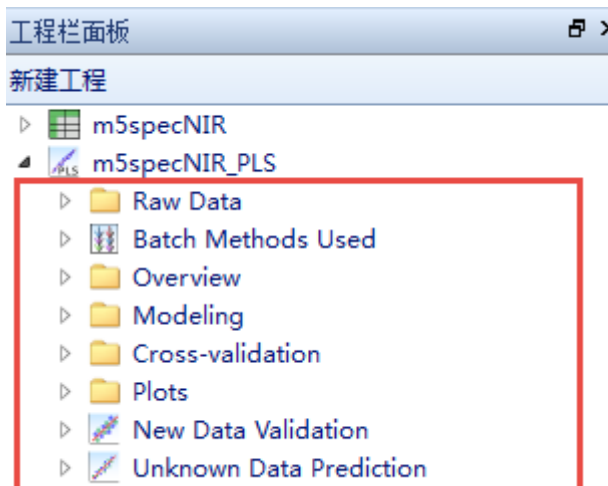 工程栏面板
新建工程
m5specNIR
m5specNIR_PLS
Raw Data
Batch Methods Used
Overview
Modeling
Cross-validation
Plots
New Data Validation
Unknown Data Prediction